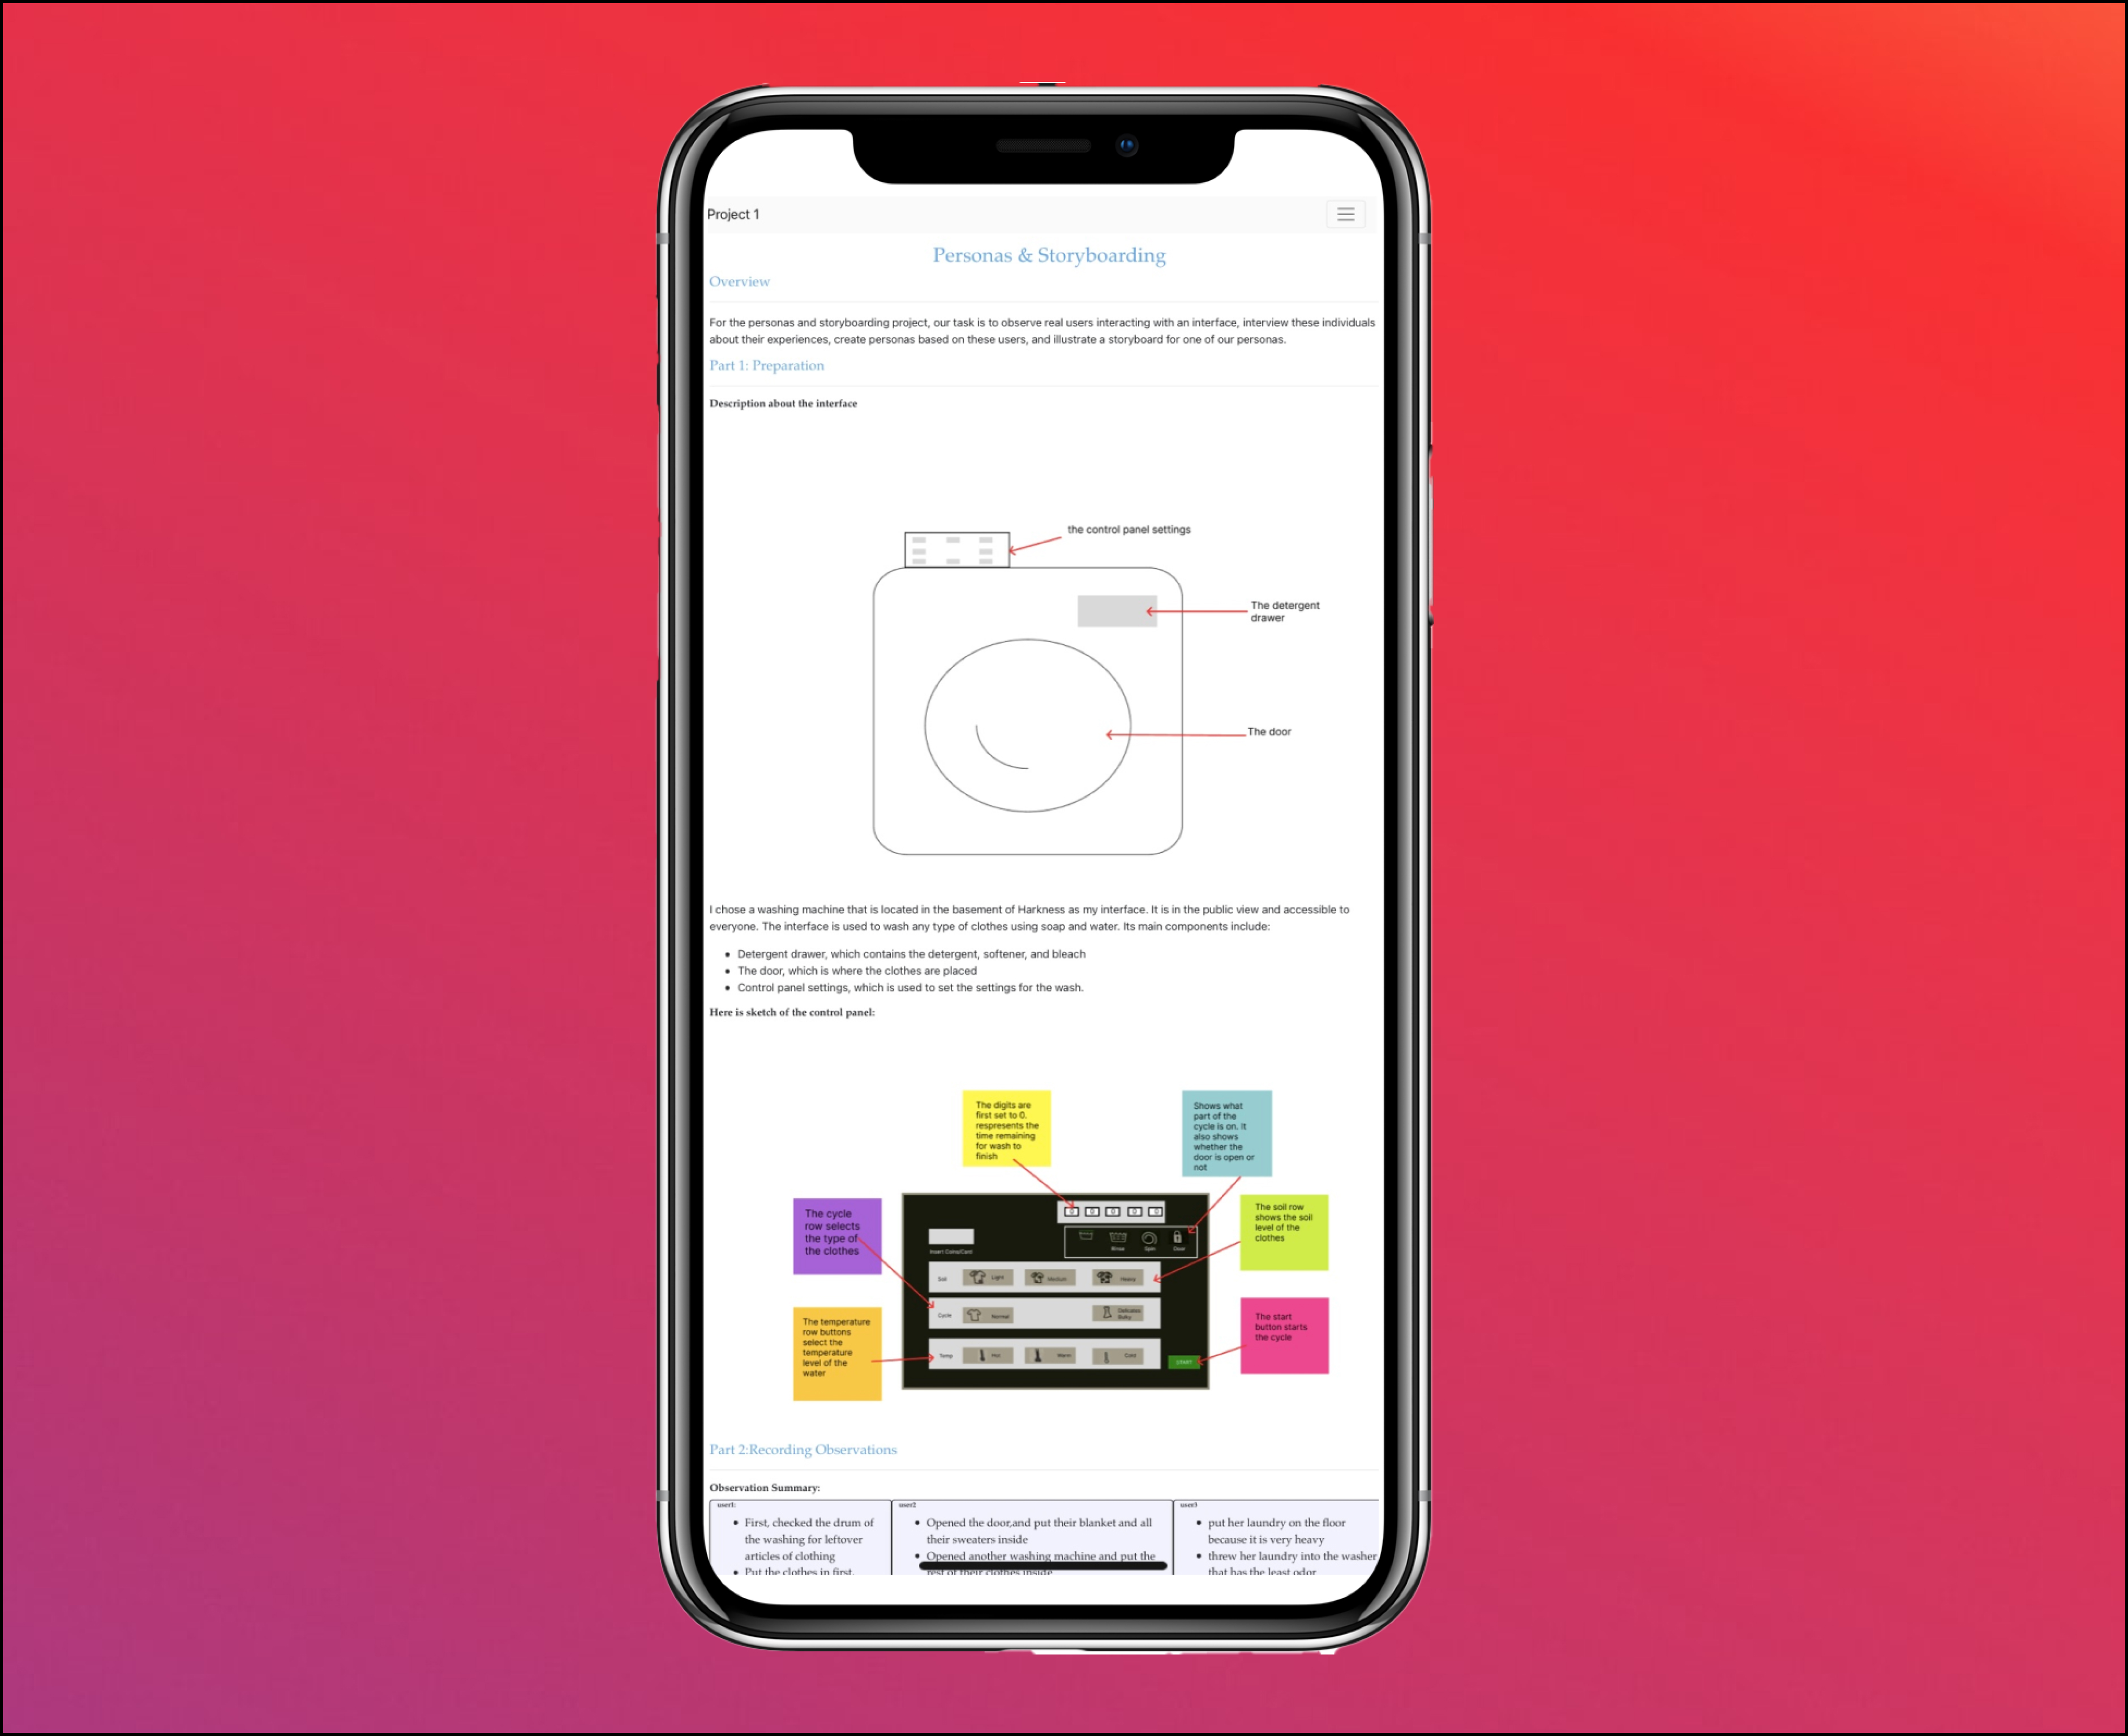 Project 1
Personas & Storyboarding
Overview
For the personas and storyboarding project, our task is to observe real users interacting with an interface, interview these individuals
about their experiences, create personas based on these users, and illustrate a storyboard for one of our personas.
Part 1: Preparation
Description about the interface
the control panel settings
The detergent
drawer
The door
I chose a washing machine that is located in the basement of Harkness as my interface. It is in the public view and accessible to
everyone. The interface is used to wash any type of clothes using soap and water. Its main components include:
Detergent drawer, which contains the detergent, softener, and bleach
The door, which is where the clothes are placed
Control panel settings, which is used to set the settings for the wash.
Here is sketch of the control panel:
The digits are
first set to 0.
respresents the
time remaining
for wash to
finish
Shows what
part of the
cycle is on. It
also shows
whether the
door is open or
not
The cycle
row selects
the type of
the clothes
The soil row
shows the soil
level of the
clothes
0 0 0 0 0
Insert Coins/Card
Rinse Spin Door
Soil Light Medium Heavy
Cycle Normal Delicates
Bulky
The temperature
row buttons
select the
temperature
level of the
water
The start
button starts
the cycle
Temp Hot Warm Cold
START
Part 2:Recording Observations
Observation Summary:
user1:
First, checked the drum of
the washing for leftover
articles of clothing
Put the clothes in first.
user2
Opened the door,and put their blanket and all
their sweaters inside
Opened another washing machine and put the
rest of their clothes inside
user3
put her laundry on the floor
because it is very heavy
threw her laundry into the washer
that has the least odor